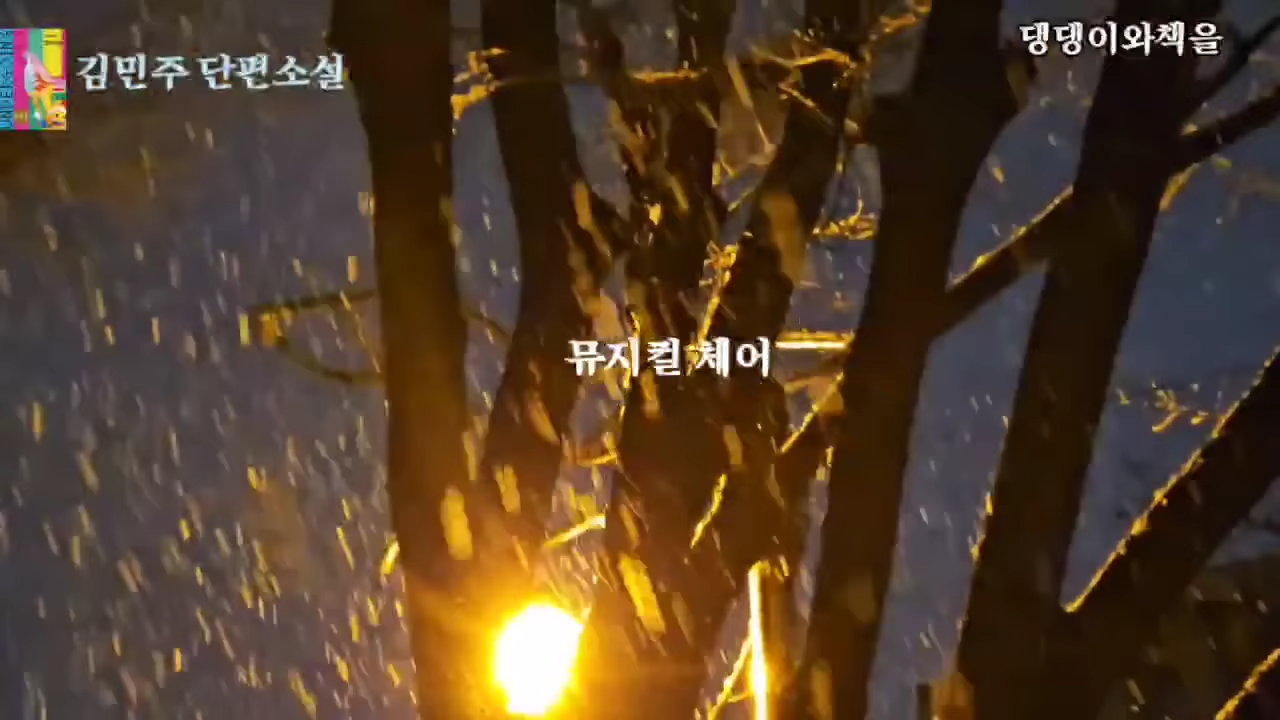 김민주 단편소설
댕댕이와책을
뮤지컬 체어